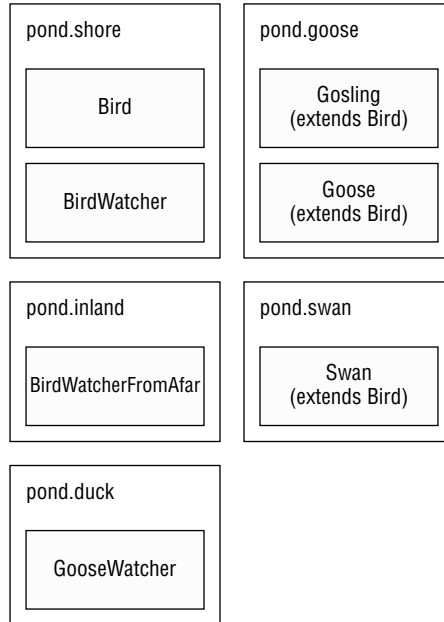 pond.shore
Bird
BirdWatcher
pond.goose
Gosling
(extends Bird)
Goose
(extends Bird)
pond.inland
BirdWatcherFromAfar
pond.swan
Swan
(extends Bird)
pond.duck
GooseWatcher